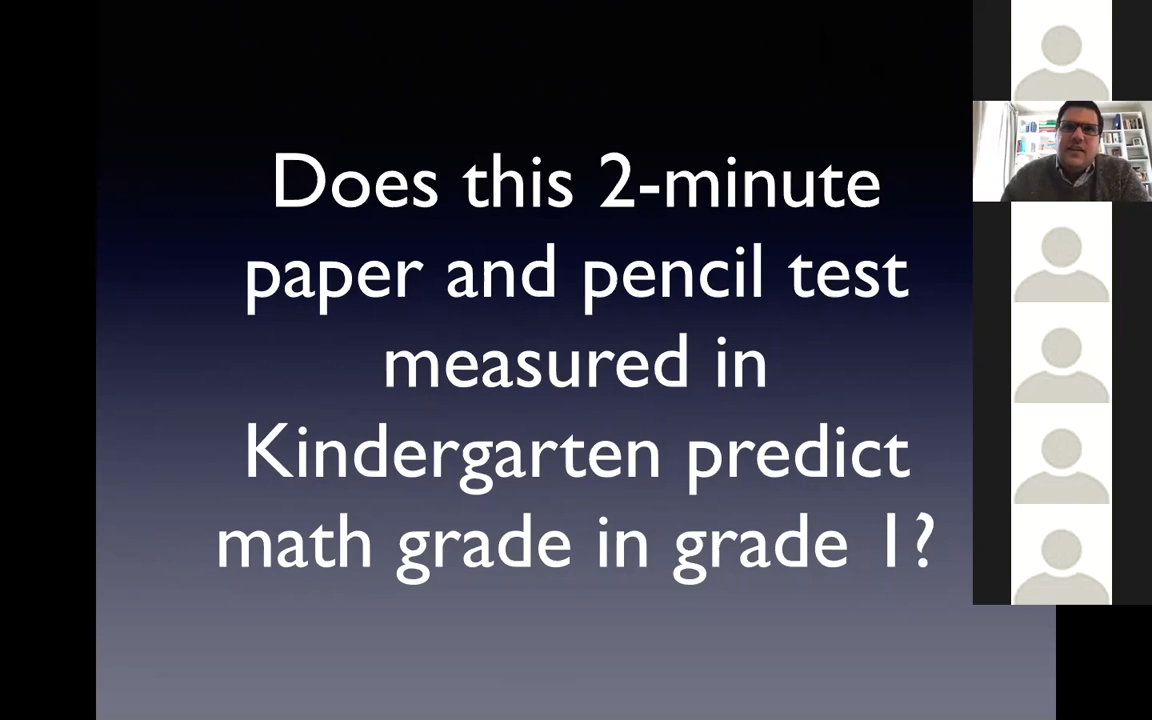 Does this 2-minute
paper and pencil test
measured in
Kindergarten predict
math grade in grade 1?